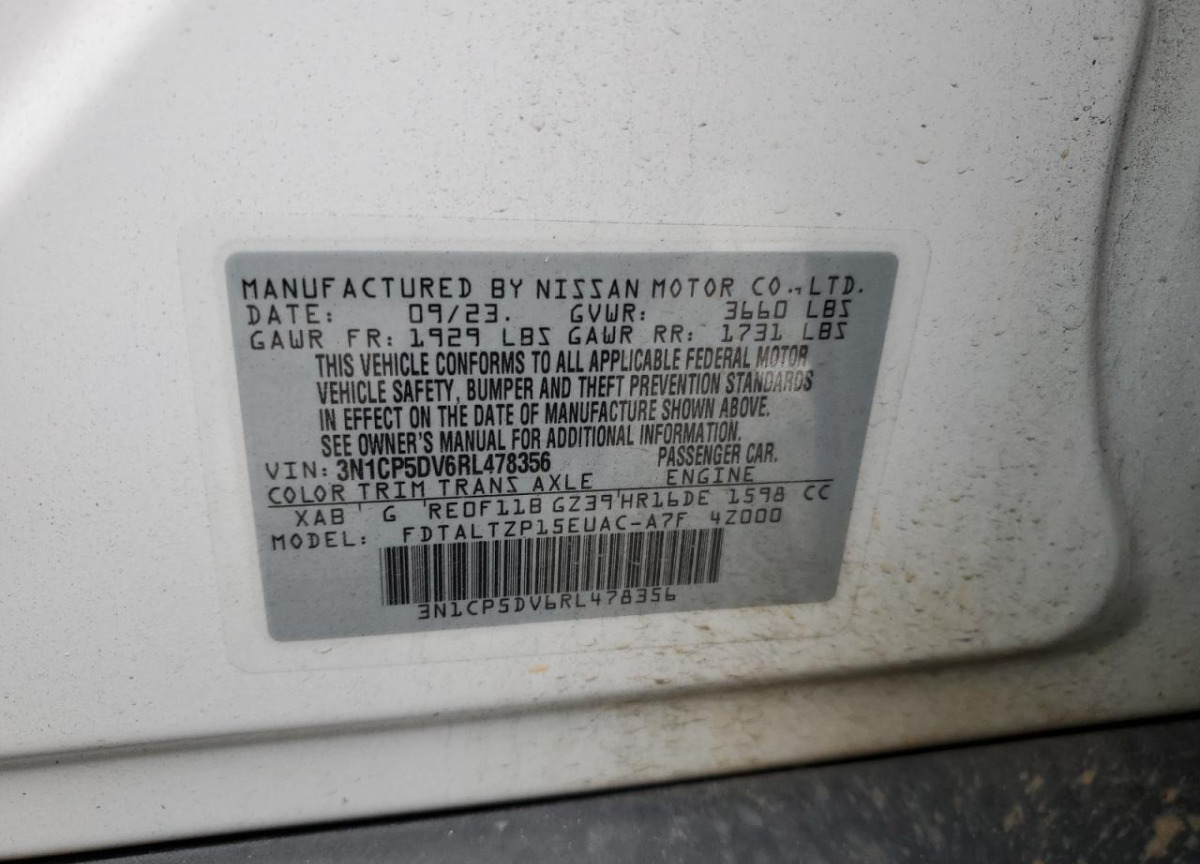 MANUFACTURED BY NISSAN MOTOR CO.,LTD.
DATE: 09/23. GVWR: 3660 LBS
GAWR FR: 1929 LBS GAWR RR: 1731 LBS
THIS VEHICLE CONFORMS TO ALL APPLICABLE FEDERAL MOTOR
VEHICLE SAFETY, BUMPER AND THEFT PREVENTION STANDARDS
IN EFFECT ON THE DATE OF MANUFACTURE SHOWN ABOVE.
SEE OWNER'S MANUAL FOR ADDITIONAL INFORMATION.
VIN: 3N1CP5DV6RL478356 PASSENGER CAR.
COLOR TRIM TRANS AXLE ENGINE
XAB G RE0F11B GZ39 HR16DE 1598 CC
MODEL: FDTALTZP15EUAC-A7F 4Z000
3N1CP5DV6RL478356